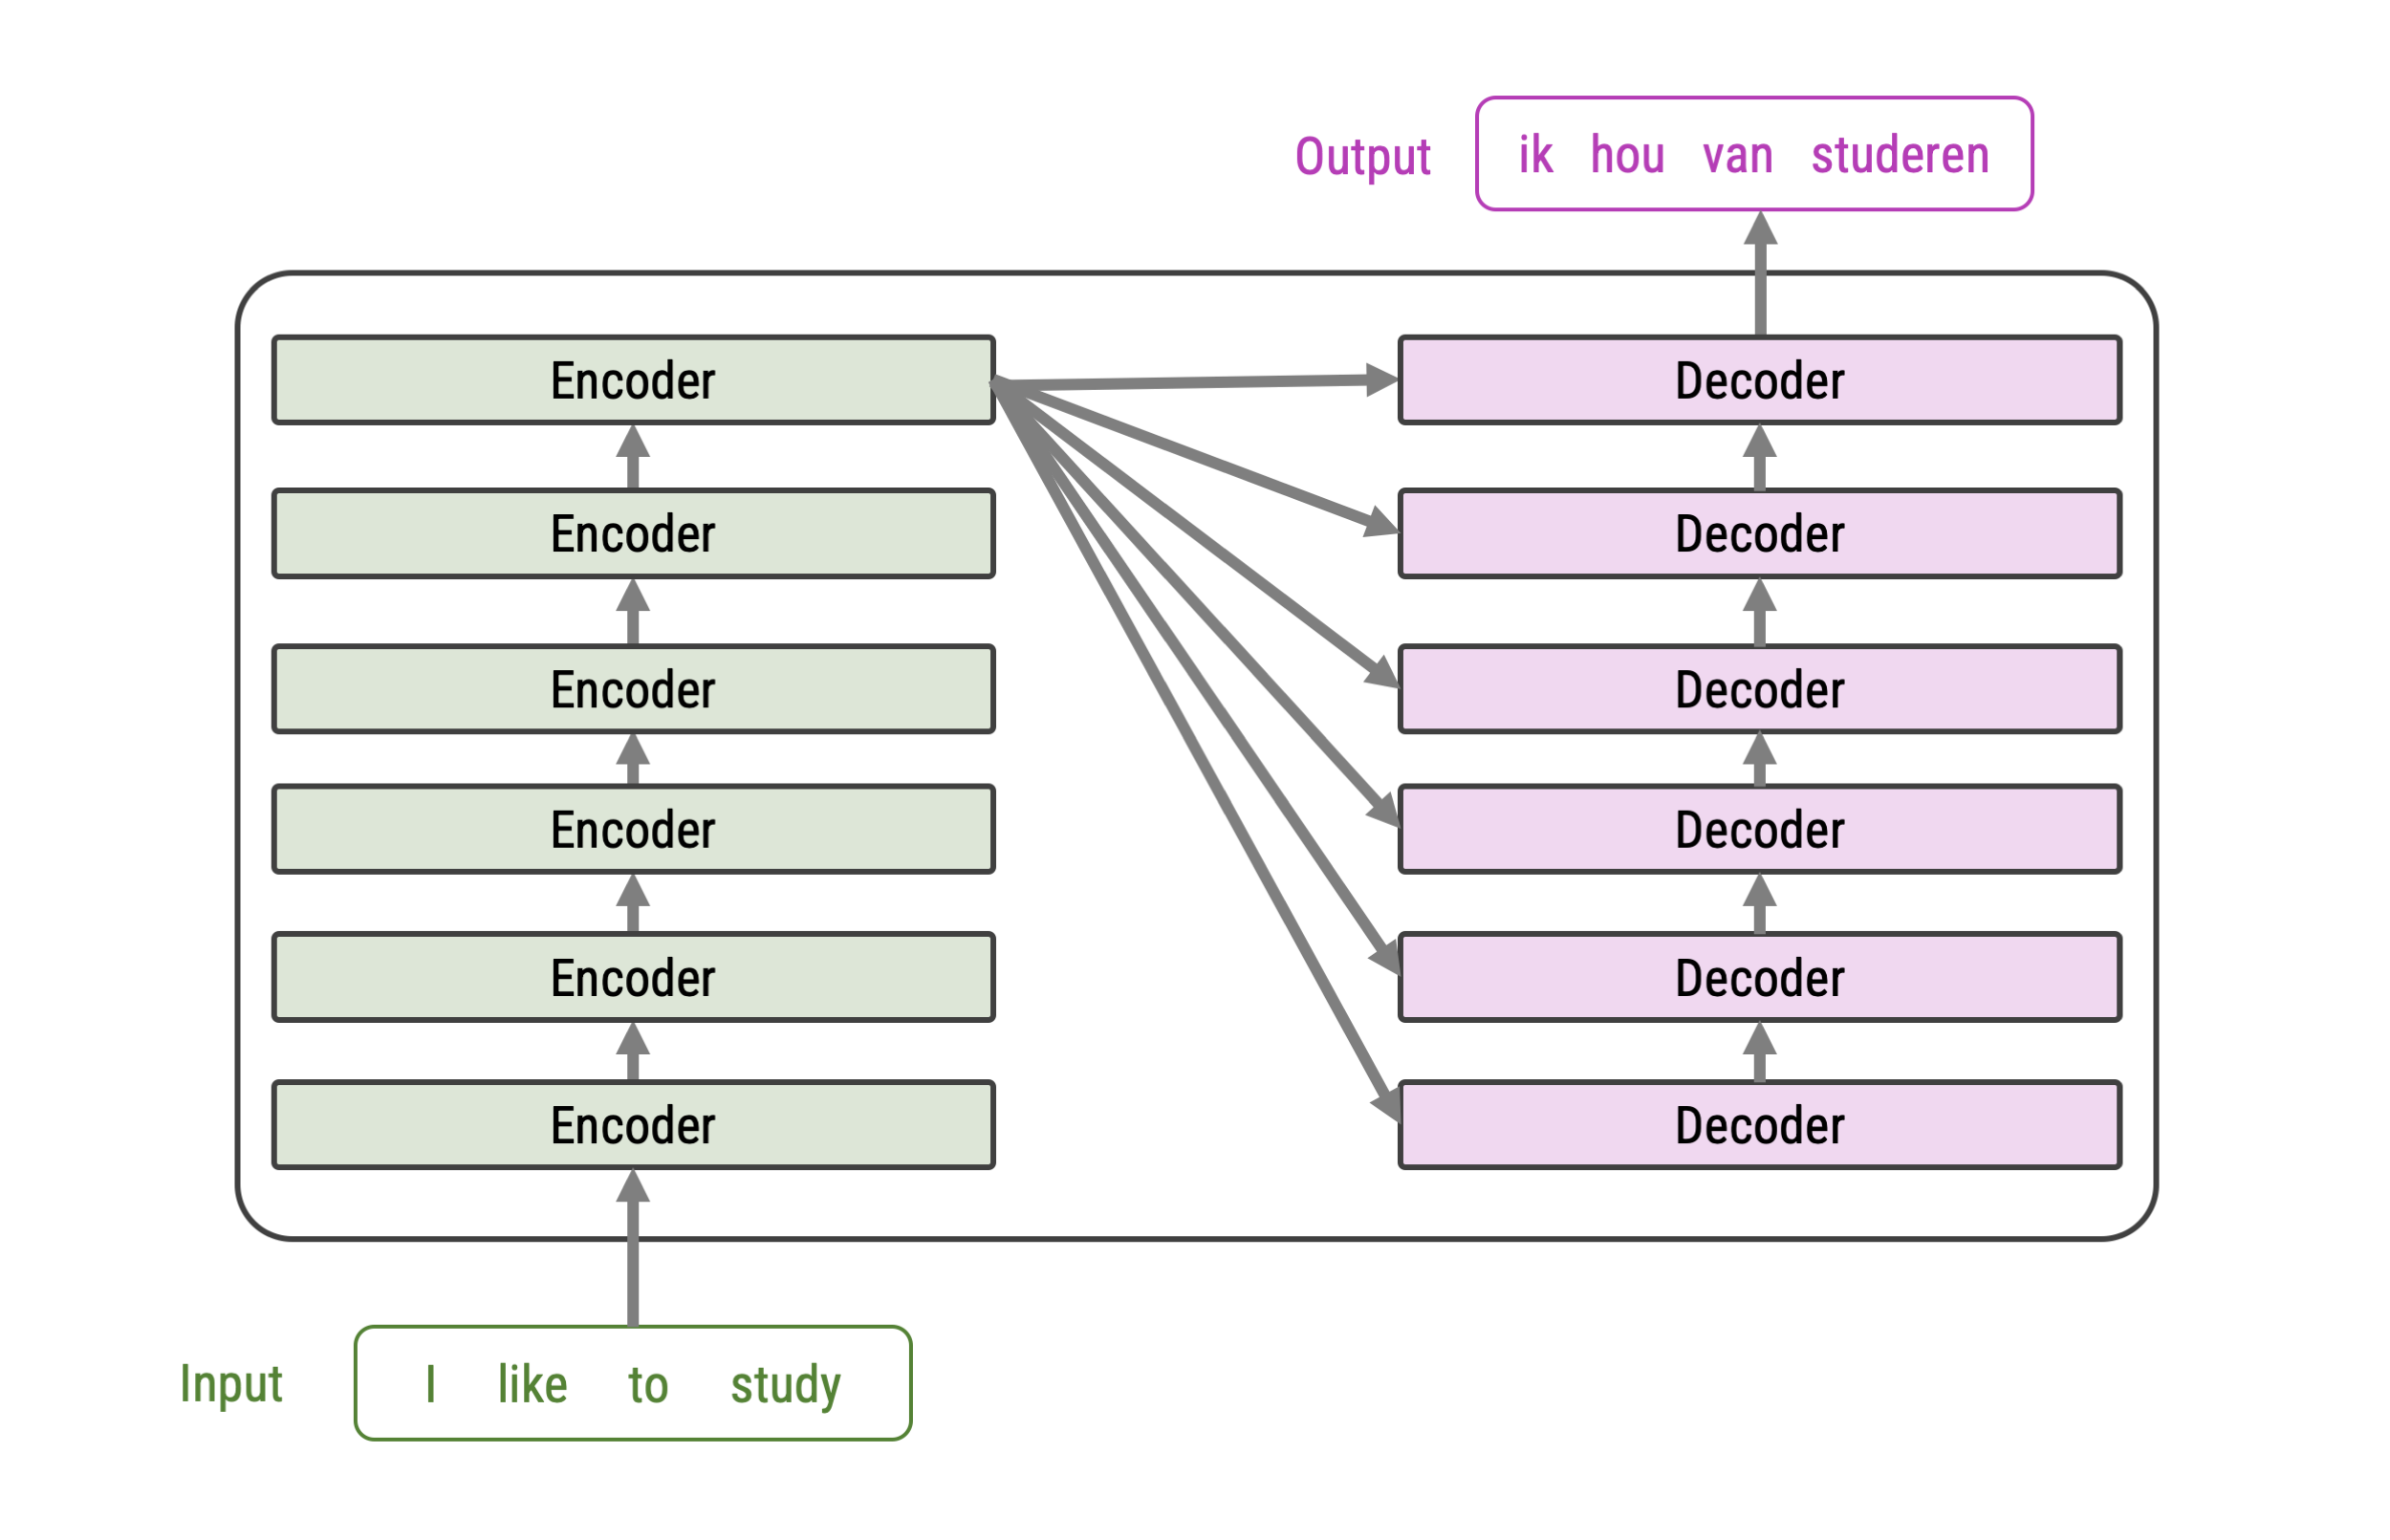 Output
ik hou van studeren
Encoder
Decoder
Encoder
Decoder
Encoder
Decoder
Encoder
Decoder
Encoder
Decoder
Encoder
Decoder
Input
I like to study